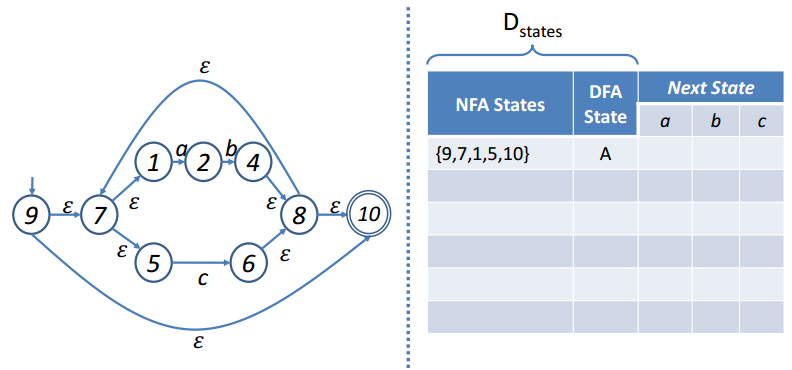 D states
NFA States
DFA State
Next State
a b c
{9,7,1,5,10} A
ε
1 a 2 b 4
9 ε 7 ε ε 8 ε 10
ε 5 c 6 ε
ε